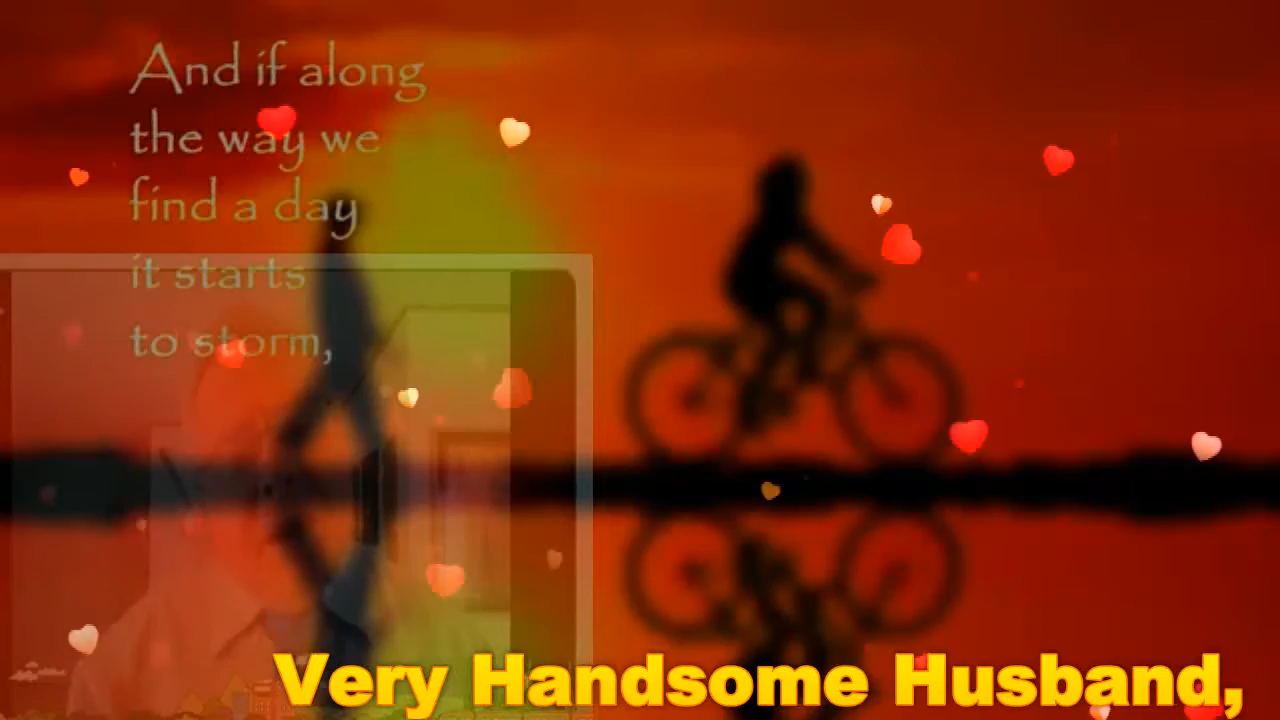 And if along
the way we
find a day
it starts
to storm,
Very Handsome Husband,